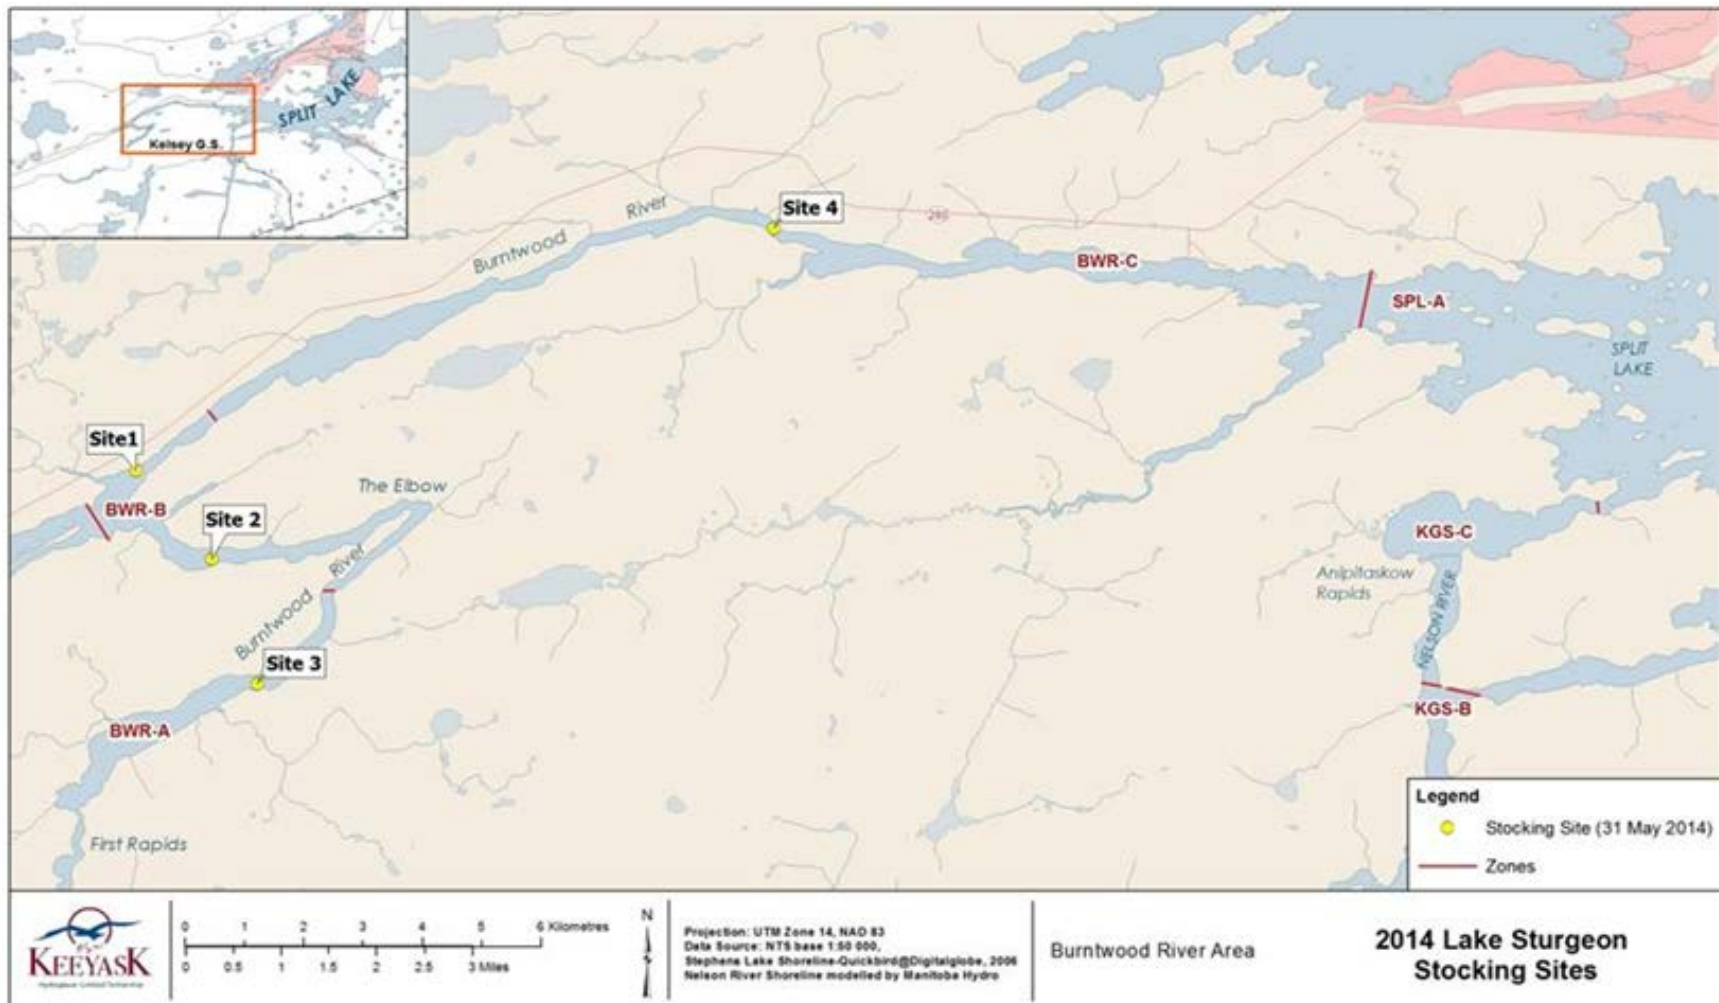 SPLIT LAKE
Kelsey G.S.
Burntwood
River
Site 4
280
BWR-C
SPL-A
SPLIT
LAKE
Site1
BWR-B
The Elbow
Site 2
KGS-C
Burntwood
River
Anipitaskow
Rapids
NELSON RIVER
Site 3
KGS-B
BWR-A
First Rapids
Legend
Stocking Site (31 May 2014)
Zones
KEEYASK
Hydropower Limited Partnership
0 1 2 3 4 5 6 Kilometres
0 0.5 1 1.5 2 2.5 3 Miles
N
Projection: UTM Zone 14, NAD 83
Data Source: NTS base 1:50 000,
Stephens Lake Shoreline-Quickbird@Digitalglobe, 2006
Nelson River Shoreline modelled by Manitoba Hydro
Burntwood River Area
2014 Lake Sturgeon
Stocking Sites